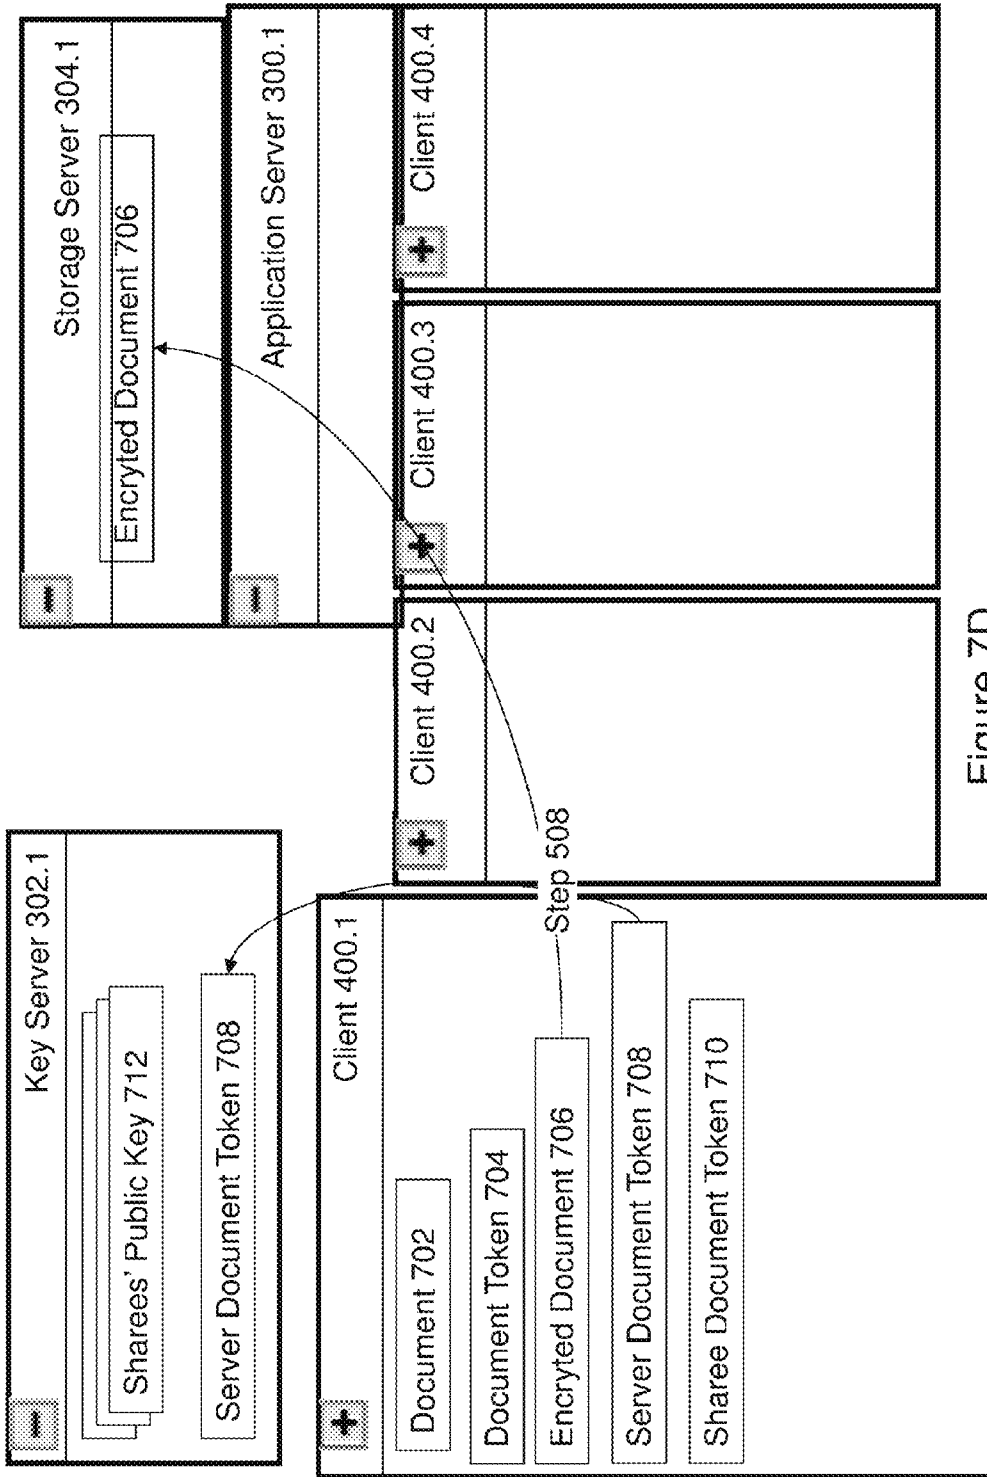 Key Server 302.1
Sharees' Public Key 712
Server Document Token 708
Storage Server 304.1
Encryted Document 706
Application Server 300.1
Client 400.1
Document 702
Document Token 704
Encryted Document 706
Server Document Token 708
Sharee Document Token 710
Step 508
Client 400.2
Client 400.3
Client 400.4
Figure 7D